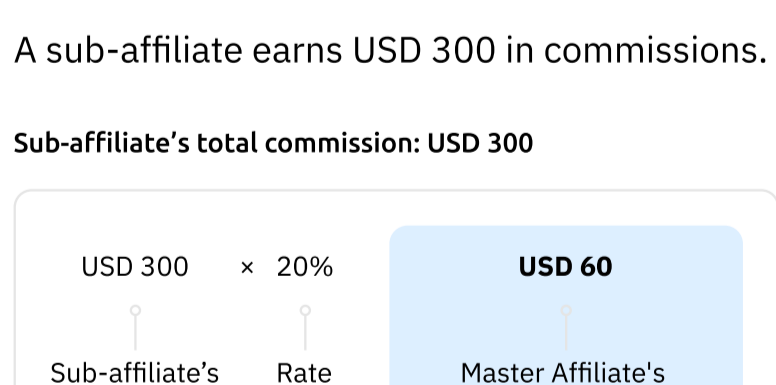 A sub-affiliate earns USD 300 in commissions.
Sub-affiliate’s total commission: USD 300
USD 300 × 20% USD 60
Sub-affiliate’s Rate Master Affiliate's